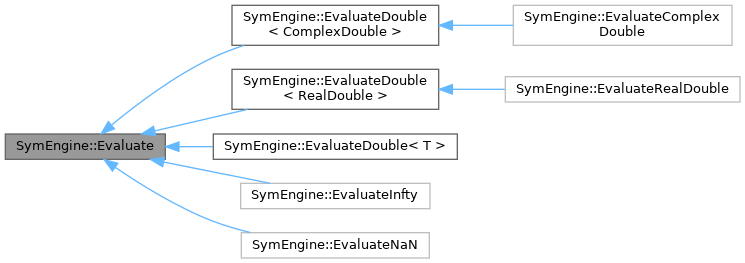 SymEngine::EvaluateDouble
< ComplexDouble >
SymEngine::EvaluateComplex
Double
SymEngine::EvaluateDouble
< RealDouble >
SymEngine::EvaluateRealDouble
SymEngine::Evaluate
SymEngine::EvaluateDouble< T >
SymEngine::EvaluateInfty
SymEngine::EvaluateNaN